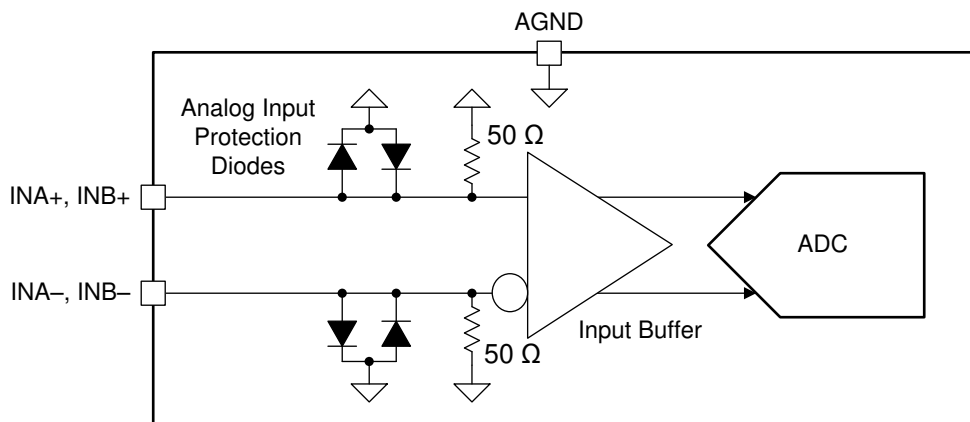 AGND
Analog Input
Protection
Diodes
50 Ω
INA+, INB+
ADC
INA–, INB–
Input Buffer
50 Ω